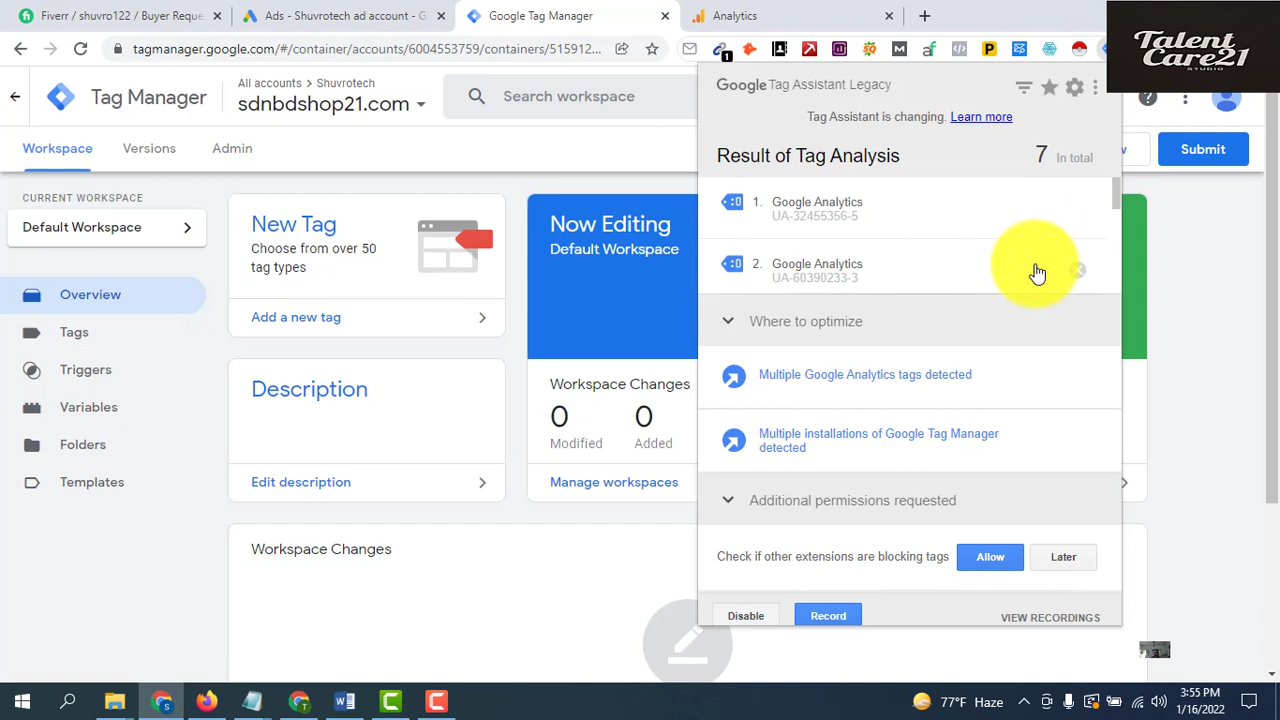 Fiverr / shuvro122 / Buyer Reque
Ads - Shuvrotech ad account - G
Google Tag Manager
Analytics
tagmanager.google.com/#/container/accounts/6004553759/containers/515912...
1
Talent
Care21
STUDIO
Tag Manager
All accounts > Shuvrotech
sdnbdshop21.com
Search workspace
Workspace
Versions
Admin
Submit
CURRENT WORKSPACE
Default Workspace
Overview
Tags
Triggers
Variables
Folders
Templates
New Tag
Choose from over 50
tag types
Add a new tag
Description
Edit description
Now Editing
Default Workspace
Workspace Changes
0
0
Modified
Added
Manage workspaces
Workspace Changes
Google Tag Assistant Legacy
Tag Assistant is changing. Learn more
Result of Tag Analysis
7 In total
1. Google Analytics
UA-32455356-5
2. Google Analytics
UA-60390233-3
Where to optimize
Multiple Google Analytics tags detected
Multiple installations of Google Tag Manager
detected
Additional permissions requested
Check if other extensions are blocking tags
Allow
Later
Disable
Record
VIEW RECORDINGS
77°F Haze
3:55 PM
1/16/2022